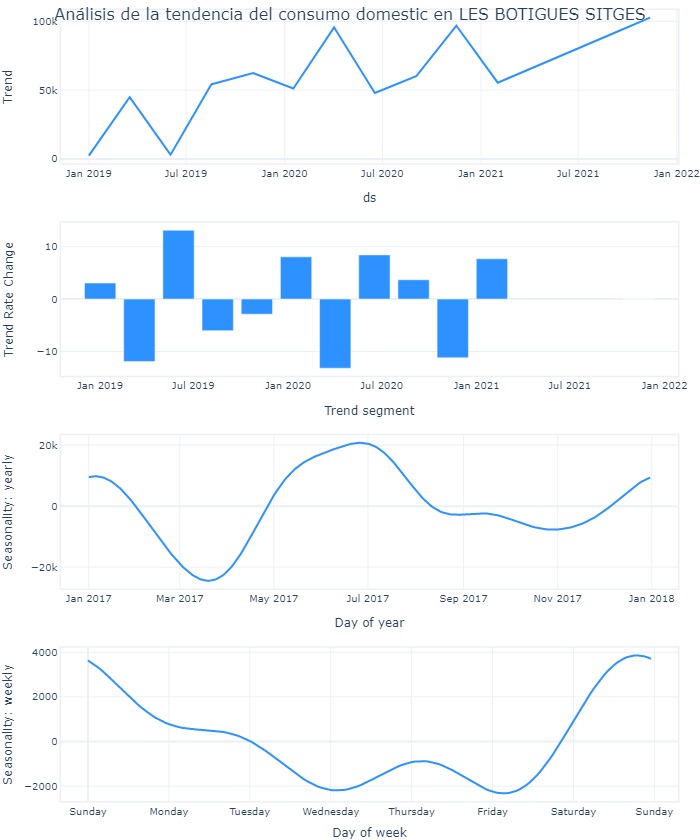 Análisis de la tendencia del consumo domestic en LES BOTIGUES SITGES
100k
50k
0
Trend
Jan 2019 Jul 2019 Jan 2020 Jul 2020 Jan 2021 Jul 2021 Jan 2022
ds
10
0
−10
Trend Rate Change
Jan 2019 Jul 2019 Jan 2020 Jul 2020 Jan 2021 Jul 2021 Jan 2022
Trend segment
20k
0
−20k
Seasonality: yearly
Jan 2017 Mar 2017 May 2017 Jul 2017 Sep 2017 Nov 2017 Jan 2018
Day of year
4000
2000
0
−2000
Seasonality: weekly
Sunday Monday Tuesday Wednesday Thursday Friday Saturday Sunday
Day of week